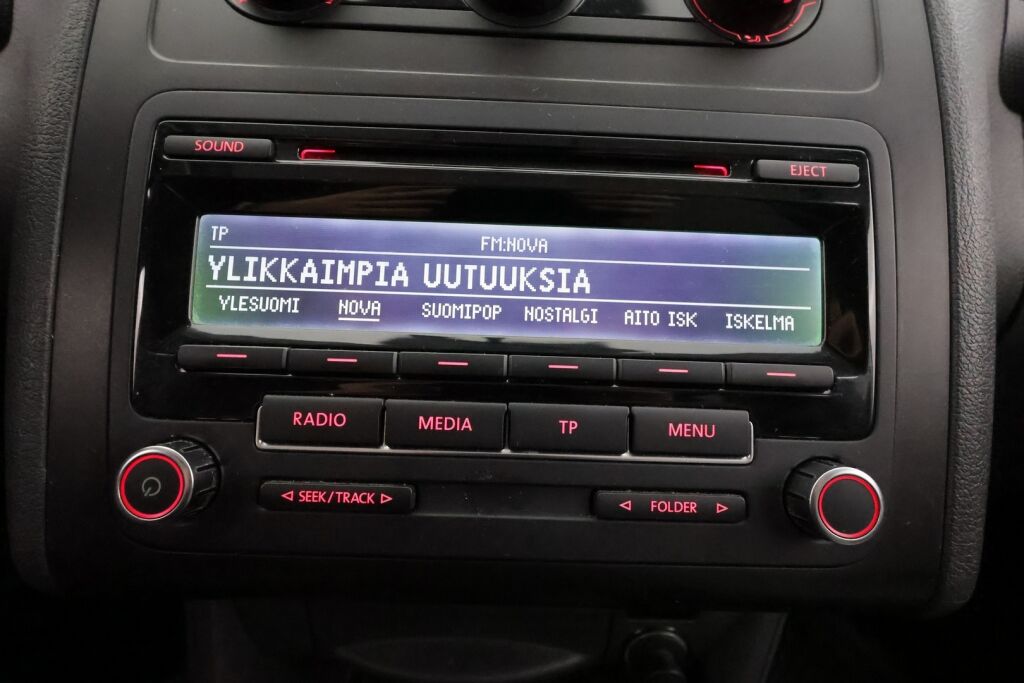 SOUND
EJECT
TP
FM:NOVA
YLIKKAIMPIA UUTUUKSIA
YLESUOMI NOVA SUOMIPOP NOSTALGI AITO ISK ISKELMA
RADIO MEDIA TP MENU
SEEK/TRACK
FOLDER